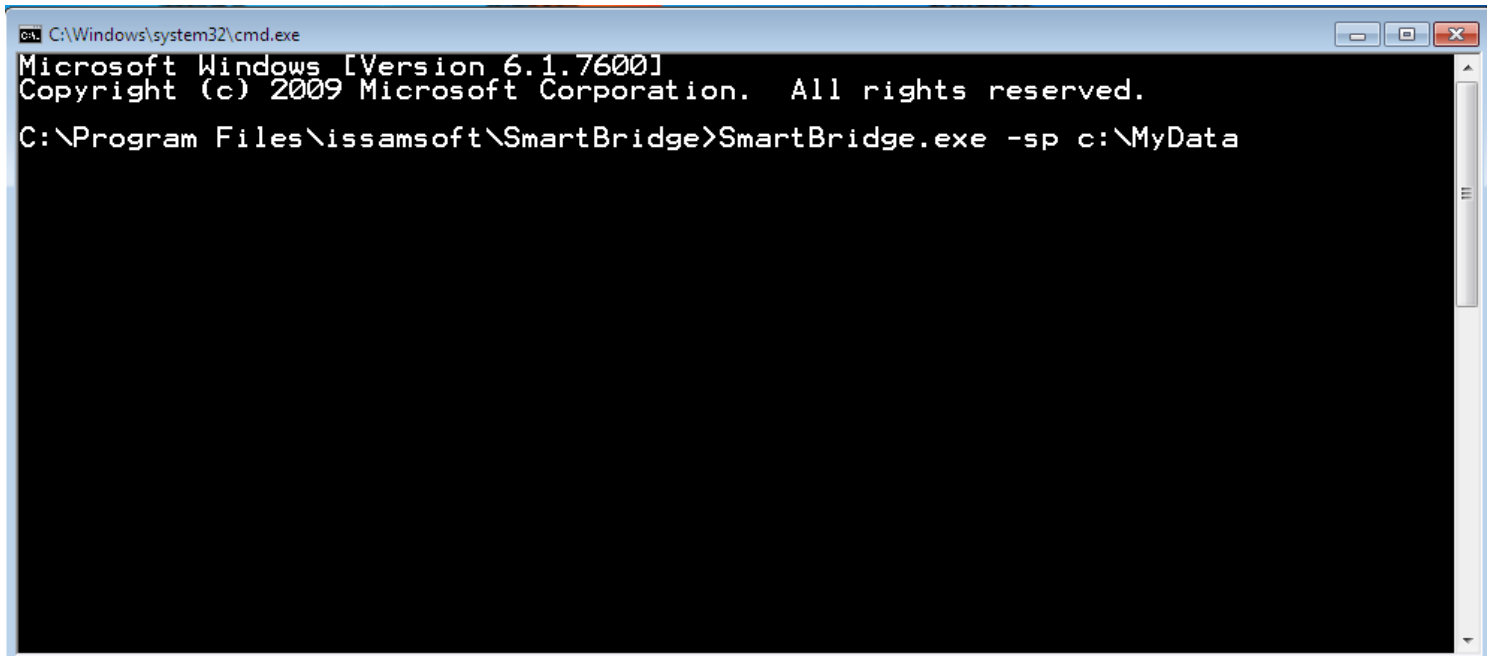 C:\Windows\system32\cmd.exe
Microsoft Windows [Version 6.1.7600]
Copyright (c) 2009 Microsoft Corporation.  All rights reserved.
C:\Program Files\issamsoft\SmartBridge>SmartBridge.exe -sp c:\MyData